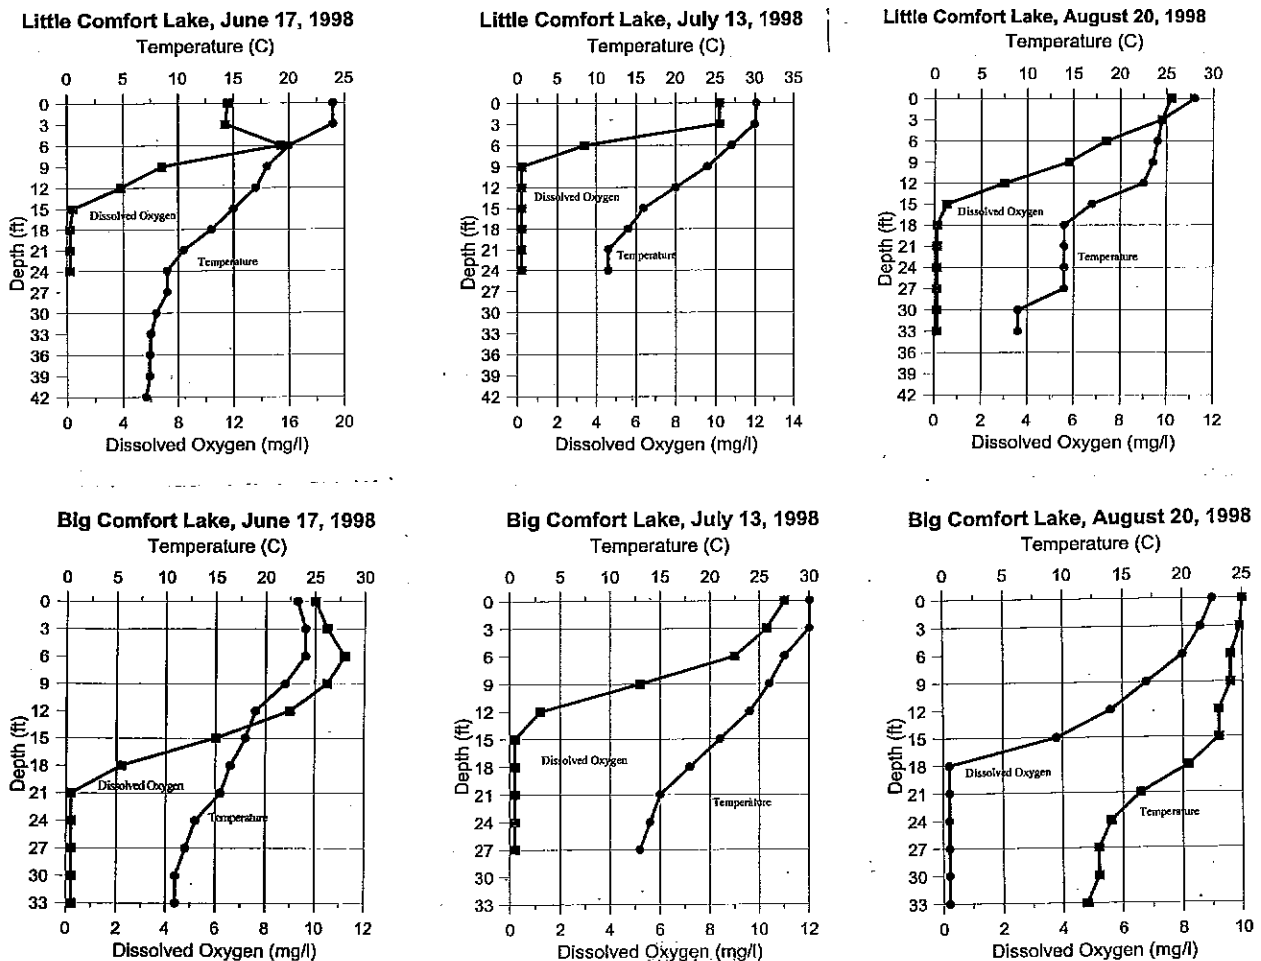 Little Comfort Lake, June 17, 1998
Temperature (C)
0 5 10 15 20 25
0
3
6
9
12
15
18
21
24
27
30
33
36
39
42
Depth (ft)
Dissolved Oxygen
Temperature
0 4 8 12 16 20
Dissolved Oxygen (mg/l)
Little Comfort Lake, July 13, 1998
Temperature (C)
0 5 10 15 20 25 30 35
0
3
6
9
12
15
18
21
24
27
30
33
36
39
42
Depth (ft)
Dissolved Oxygen
Temperature
0 2 4 6 8 10 12 14
Dissolved Oxygen (mg/l)
Little Comfort Lake, August 20, 1998
Temperature (C)
0 5 10 15 20 25 30
0
3
6
9
12
15
18
21
24
27
30
33
36
39
42
Depth (ft)
Dissolved Oxygen
Temperature
0 2 4 6 8 10 12
Dissolved Oxygen (mg/l)
Big Comfort Lake, June 17, 1998
Temperature (C)
0 5 10 15 20 25 30
0
3
6
9
12
15
18
21
24
27
30
33
Depth (ft)
Dissolved Oxygen
Temperature
0 2 4 6 8 10 12
Dissolved Oxygen (mg/l)
Big Comfort Lake, July 13, 1998
Temperature (C)
0 5 10 15 20 25 30
0
3
6
9
12
15
18
21
24
27
30
33
Depth (ft)
Dissolved Oxygen
Temperature
0 2 4 6 8 10 12
Dissolved Oxygen (mg/l)
Big Comfort Lake, August 20, 1998
Temperature (C)
0 5 10 15 20 25
0
3
6
9
12
15
18
21
24
27
30
33
Depth (ft)
Dissolved Oxygen
Temperature
0 2 4 6 8 10
Dissolved Oxygen (mg/l)